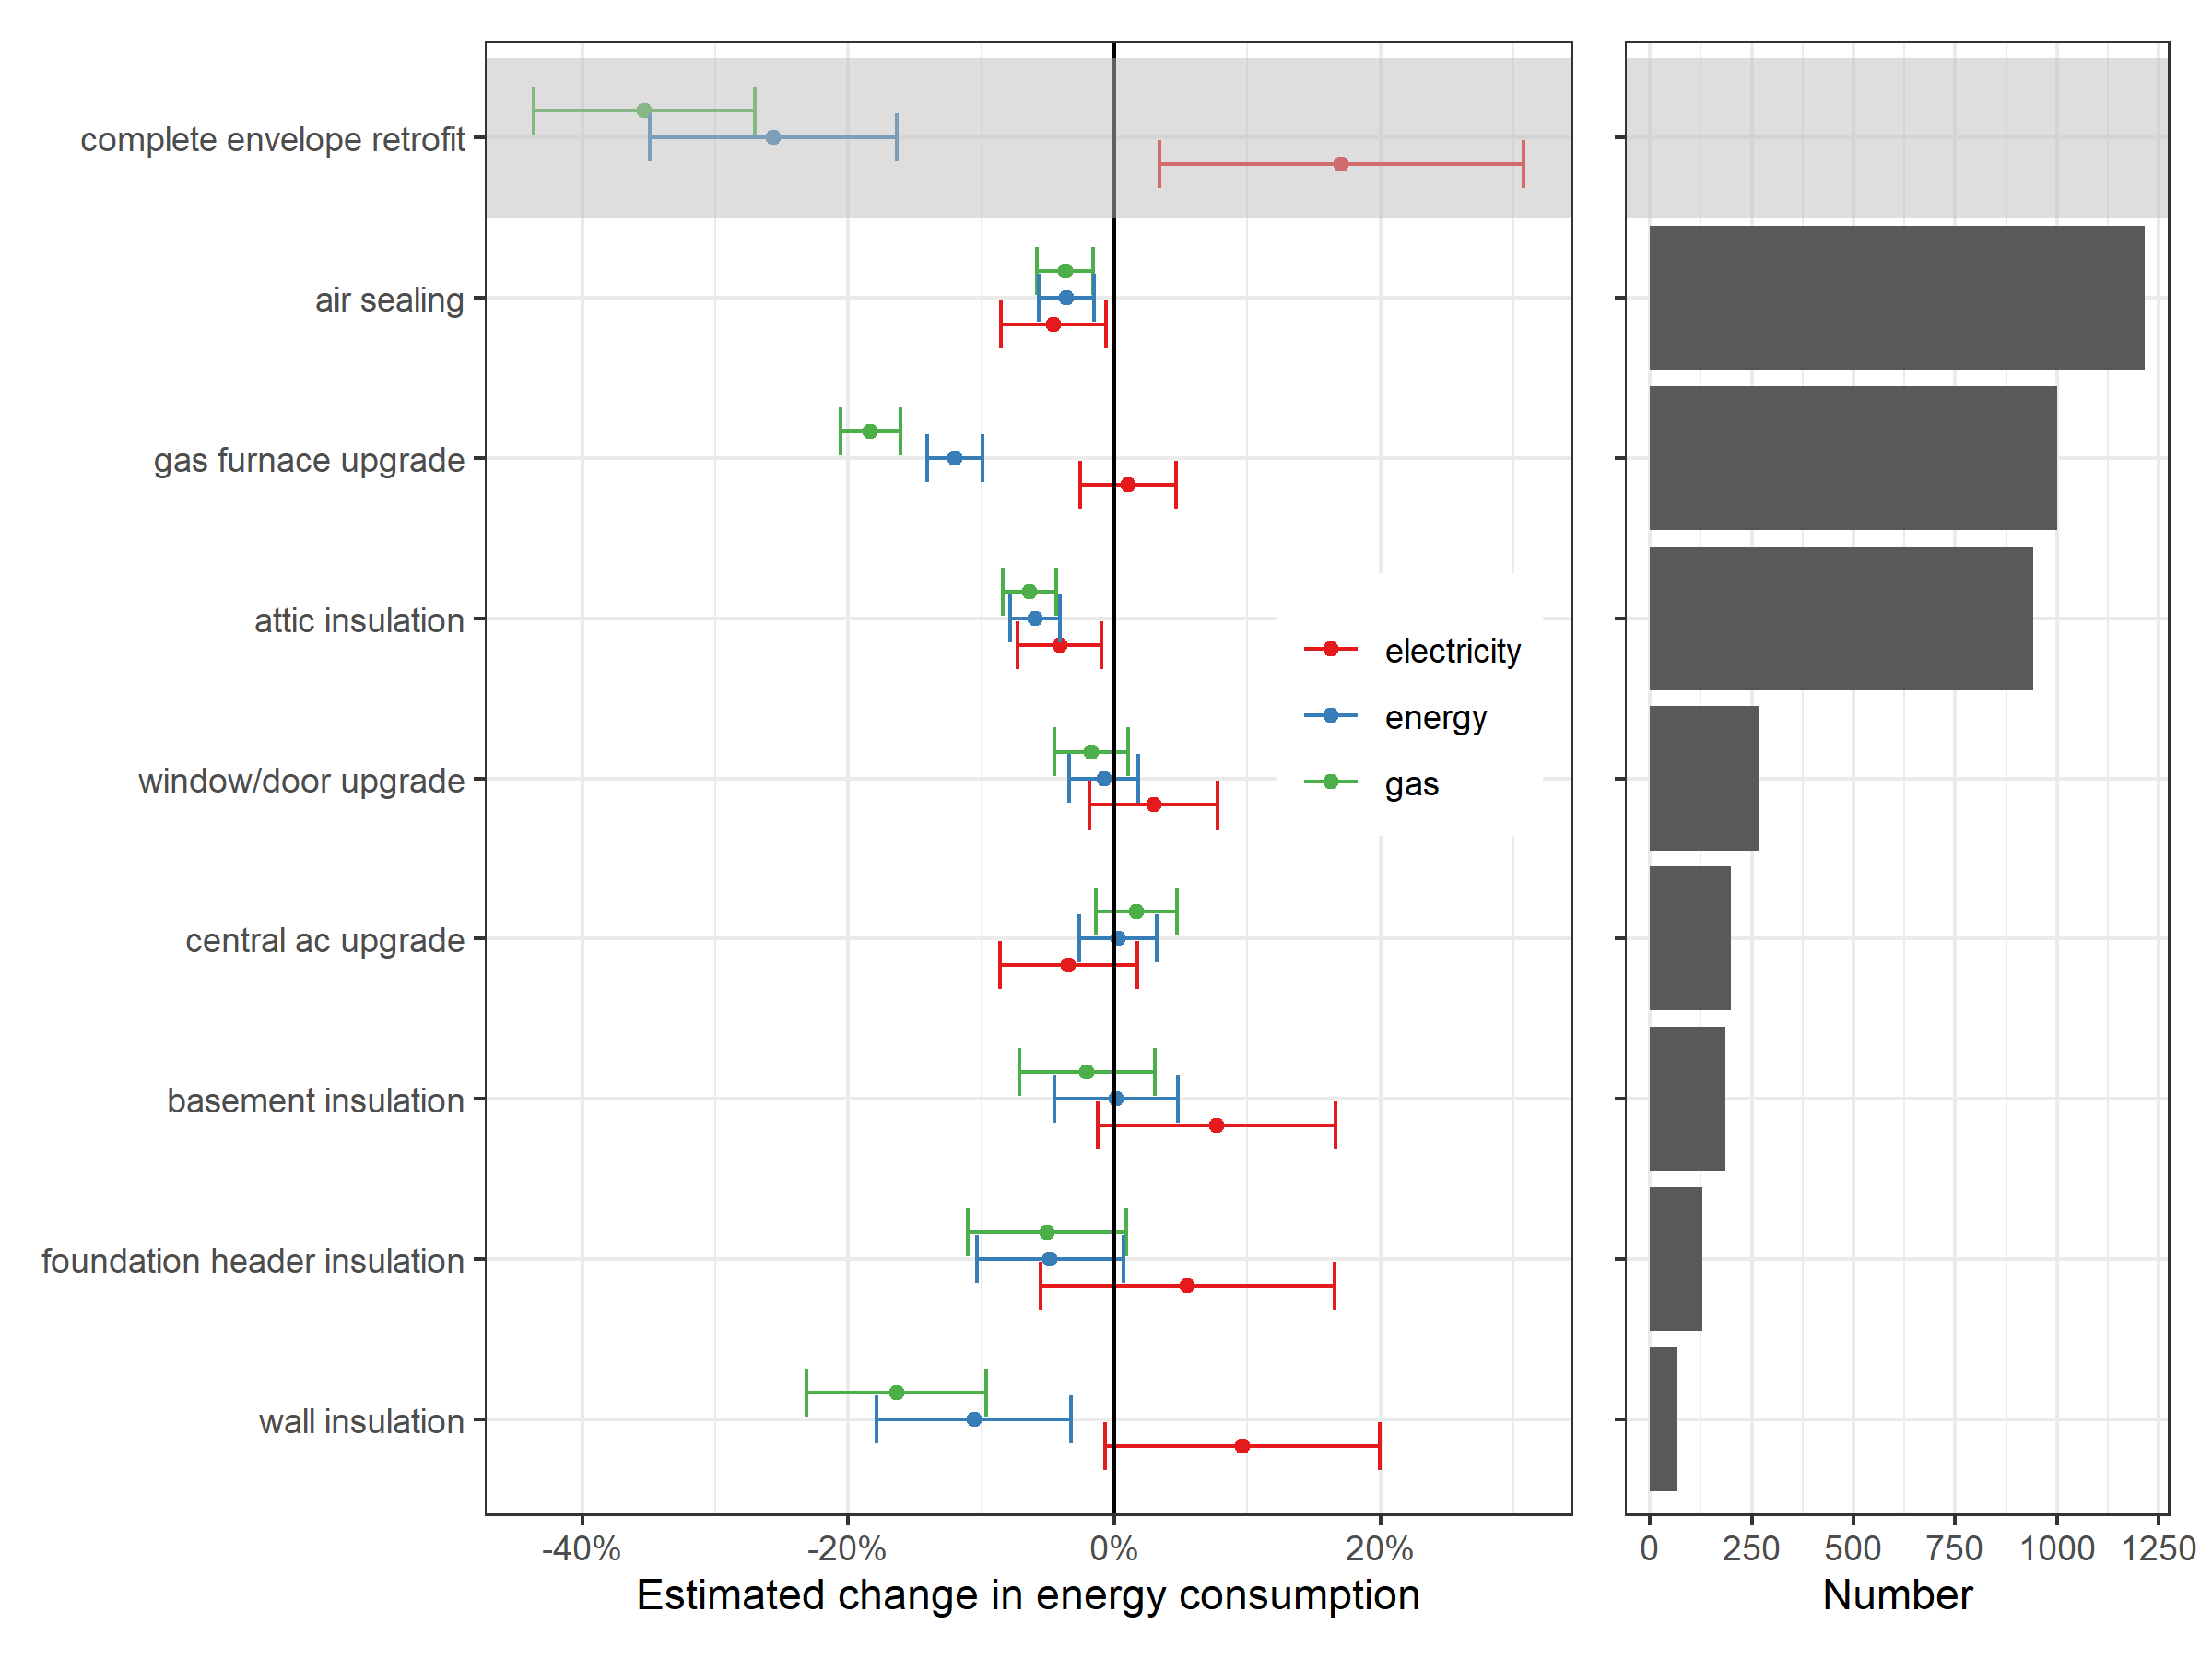 complete envelope retrofit
air sealing
gas furnace upgrade
attic insulation
window/door upgrade
central ac upgrade
basement insulation
foundation header insulation
wall insulation
electricity
energy
gas
-40% -20% 0% 20%
Estimated change in energy consumption
0 250 500 750 1000 1250
Number